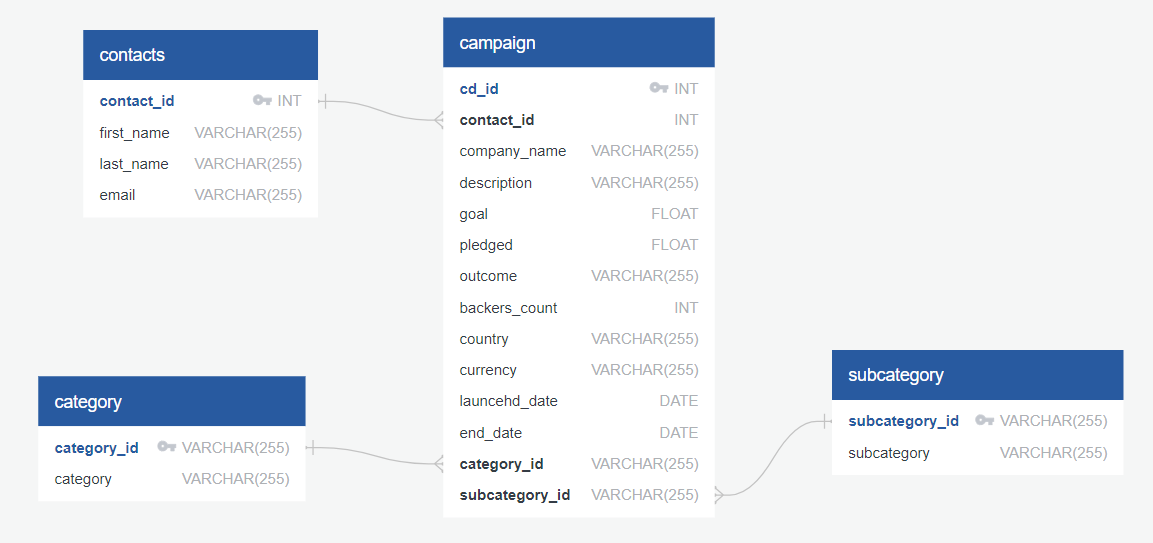 contacts
contact_id INT
first_name VARCHAR(255)
last_name VARCHAR(255)
email VARCHAR(255)
campaign
cd_id INT
contact_id INT
company_name VARCHAR(255)
description VARCHAR(255)
goal FLOAT
pledged FLOAT
outcome VARCHAR(255)
backers_count INT
country VARCHAR(255)
currency VARCHAR(255)
launcehd_date DATE
end_date DATE
category_id VARCHAR(255)
subcategory_id VARCHAR(255)
category
category_id VARCHAR(255)
category VARCHAR(255)
subcategory
subcategory_id VARCHAR(255)
subcategory VARCHAR(255)